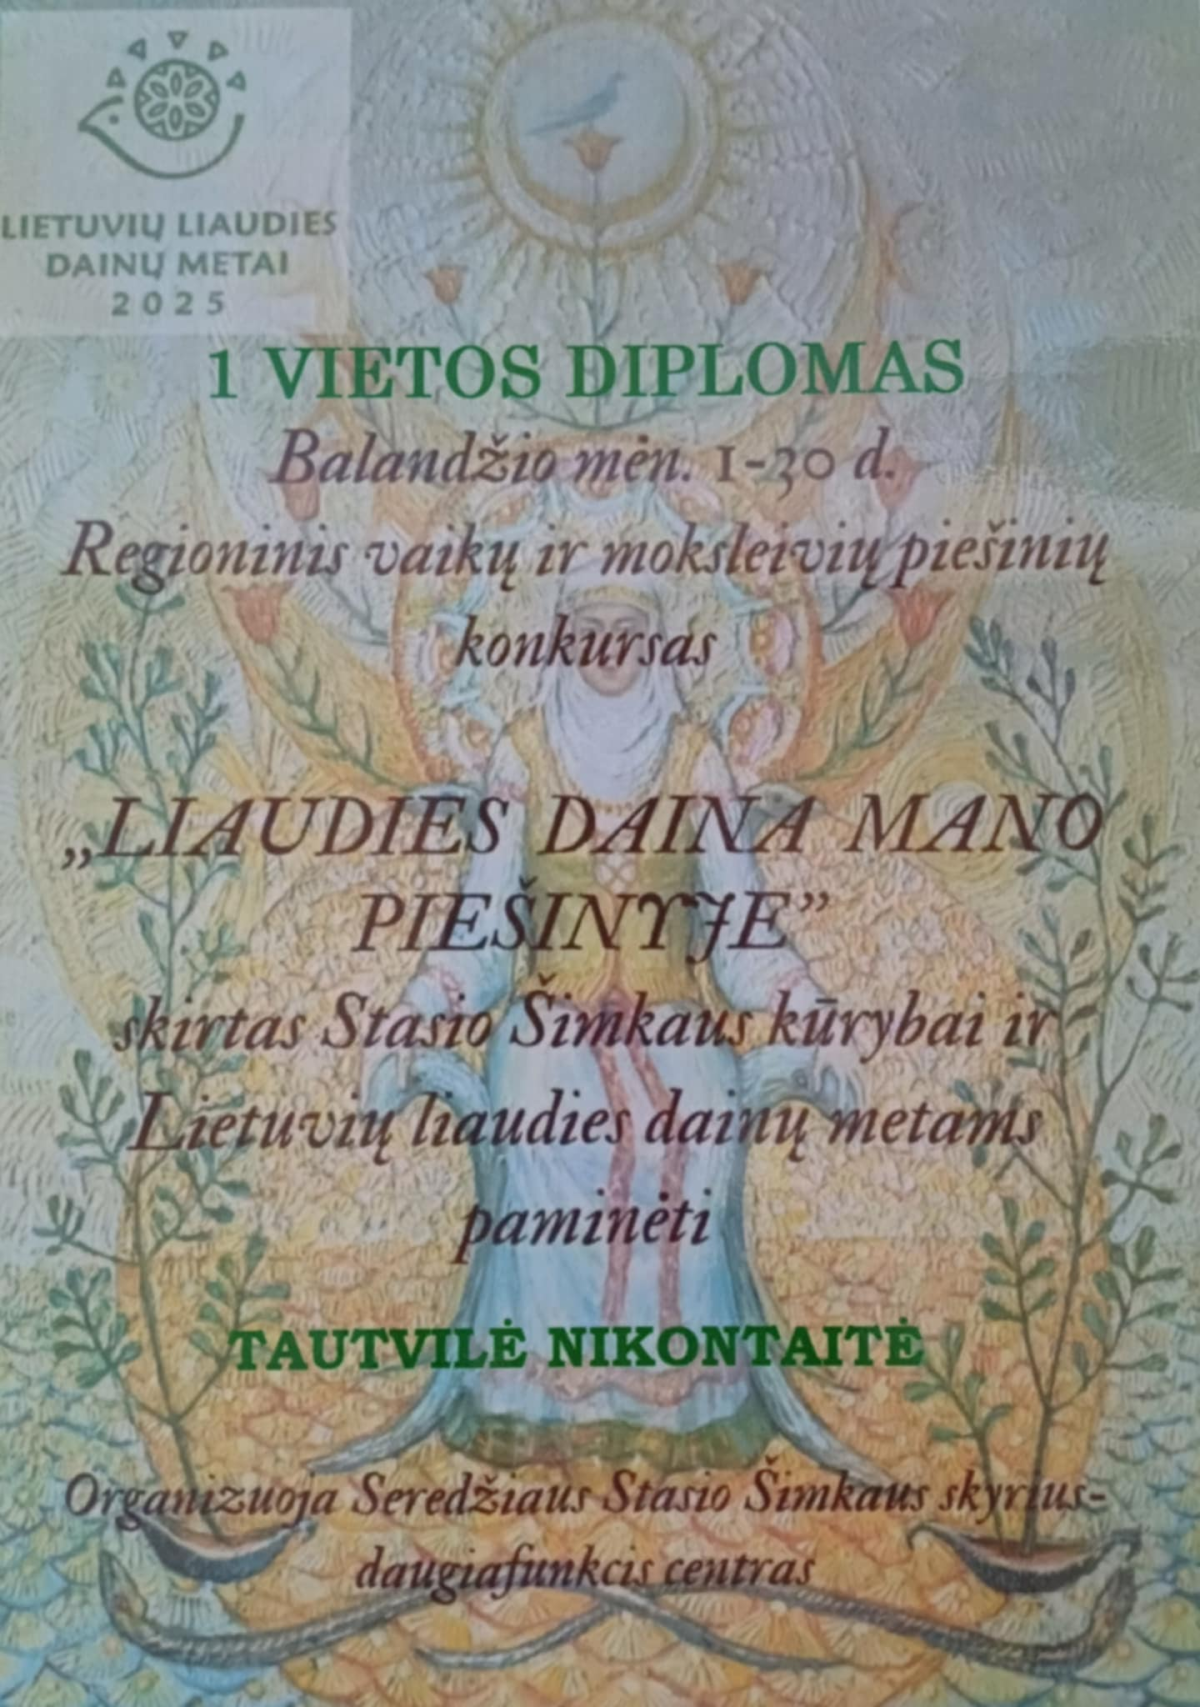 LIETUVIŲ LIAUDIES
DAINŲ METAI
2025
1 VIETOS DIPLOMAS
Balandžio mėn. 1-30 d.
Regioninis vaikų ir moksleivių piešinių
konkursas
„LIAUDIES DAINA MANO
PIEŠINYJE”
skirtas Stasio Šimkaus kūrybai ir
Lietuvių liaudies dainų metams
paminėti
TAUTVILĖ NIKONTAITĖ
Organizuoja Seredžiaus Stasio Šimkaus skyrius-
daugiafunkcis centras